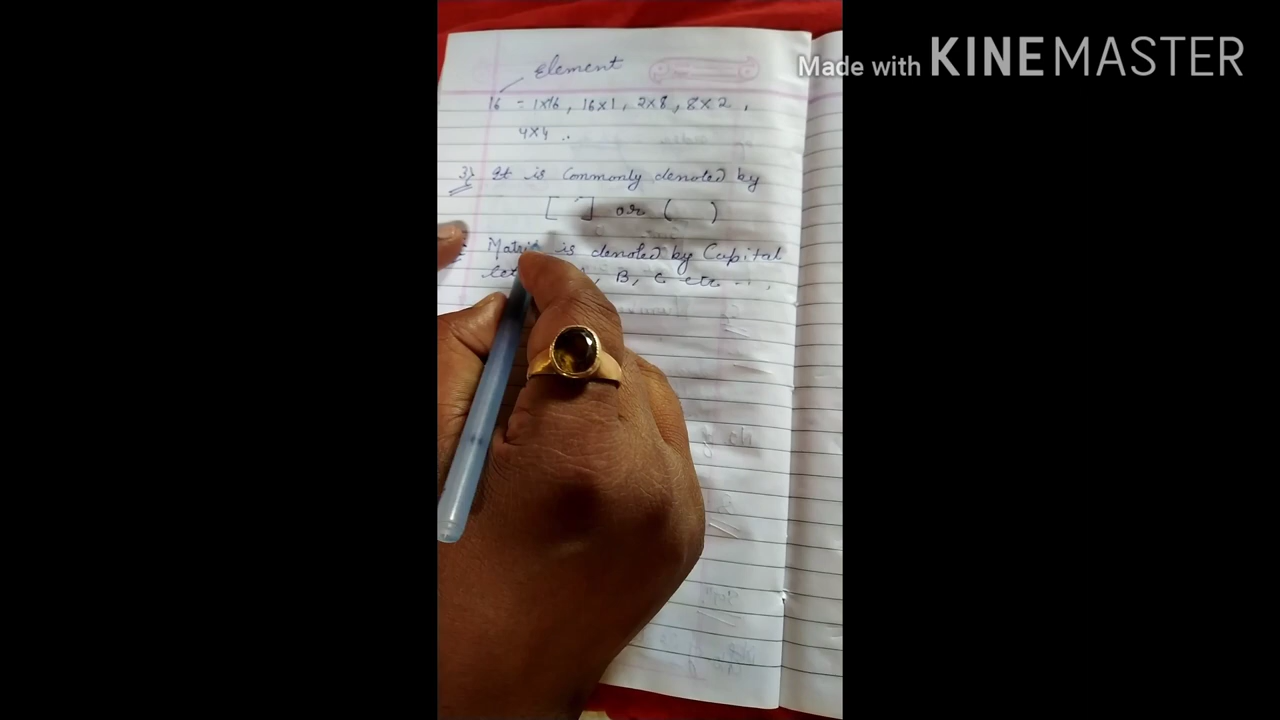 Made with KINEMASTER
Element
16 = 1×16, 16×1, 2×8, 8×2,
4×4 ..
3} It is Commonly denoted by
[ ] or ( )
Matrix is denoted by Capital
, B, C etc ...,